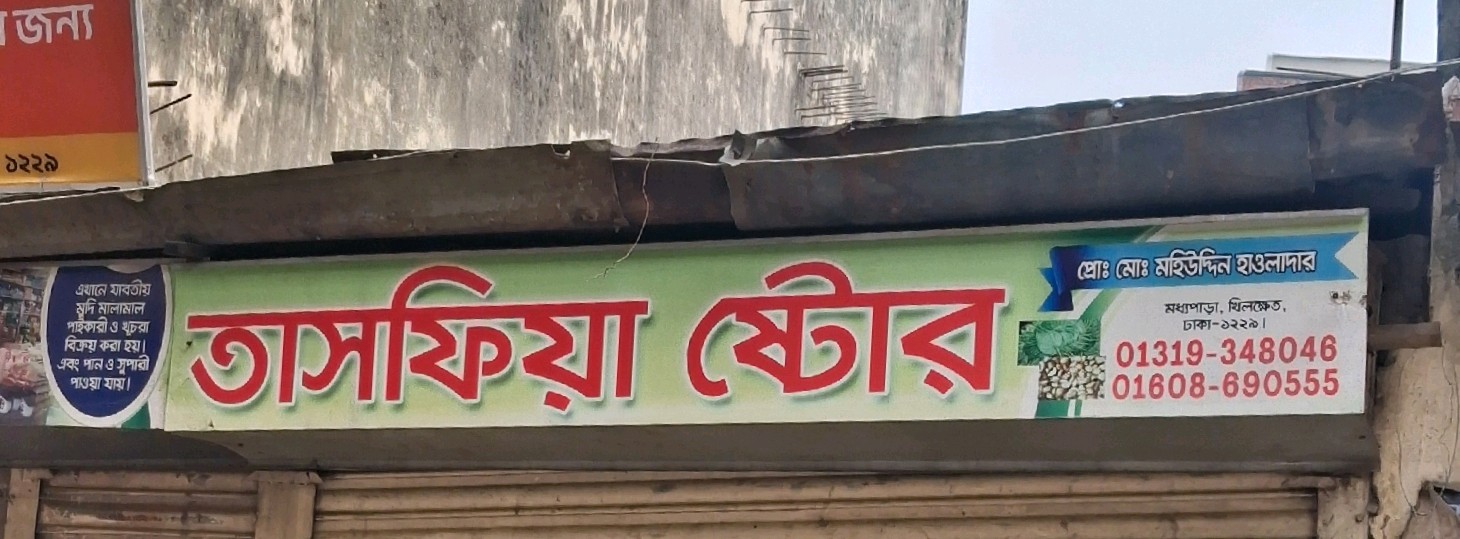 জন্য
১২২৯
এখানে যাবতীয়
মুদি মালামাল
পাইকারী ও খুচরা
বিক্রয় করা হয়।
এবং পান ও সুপারী
পাওয়া যায়।
তাসফিয়া ষ্টোর
প্রোঃ মোঃ মহিউদ্দিন হাওলাদার
মধ্যপাড়া, খিলক্ষেত,
ঢাকা-১২২৯।
01319-348046
01608-690555